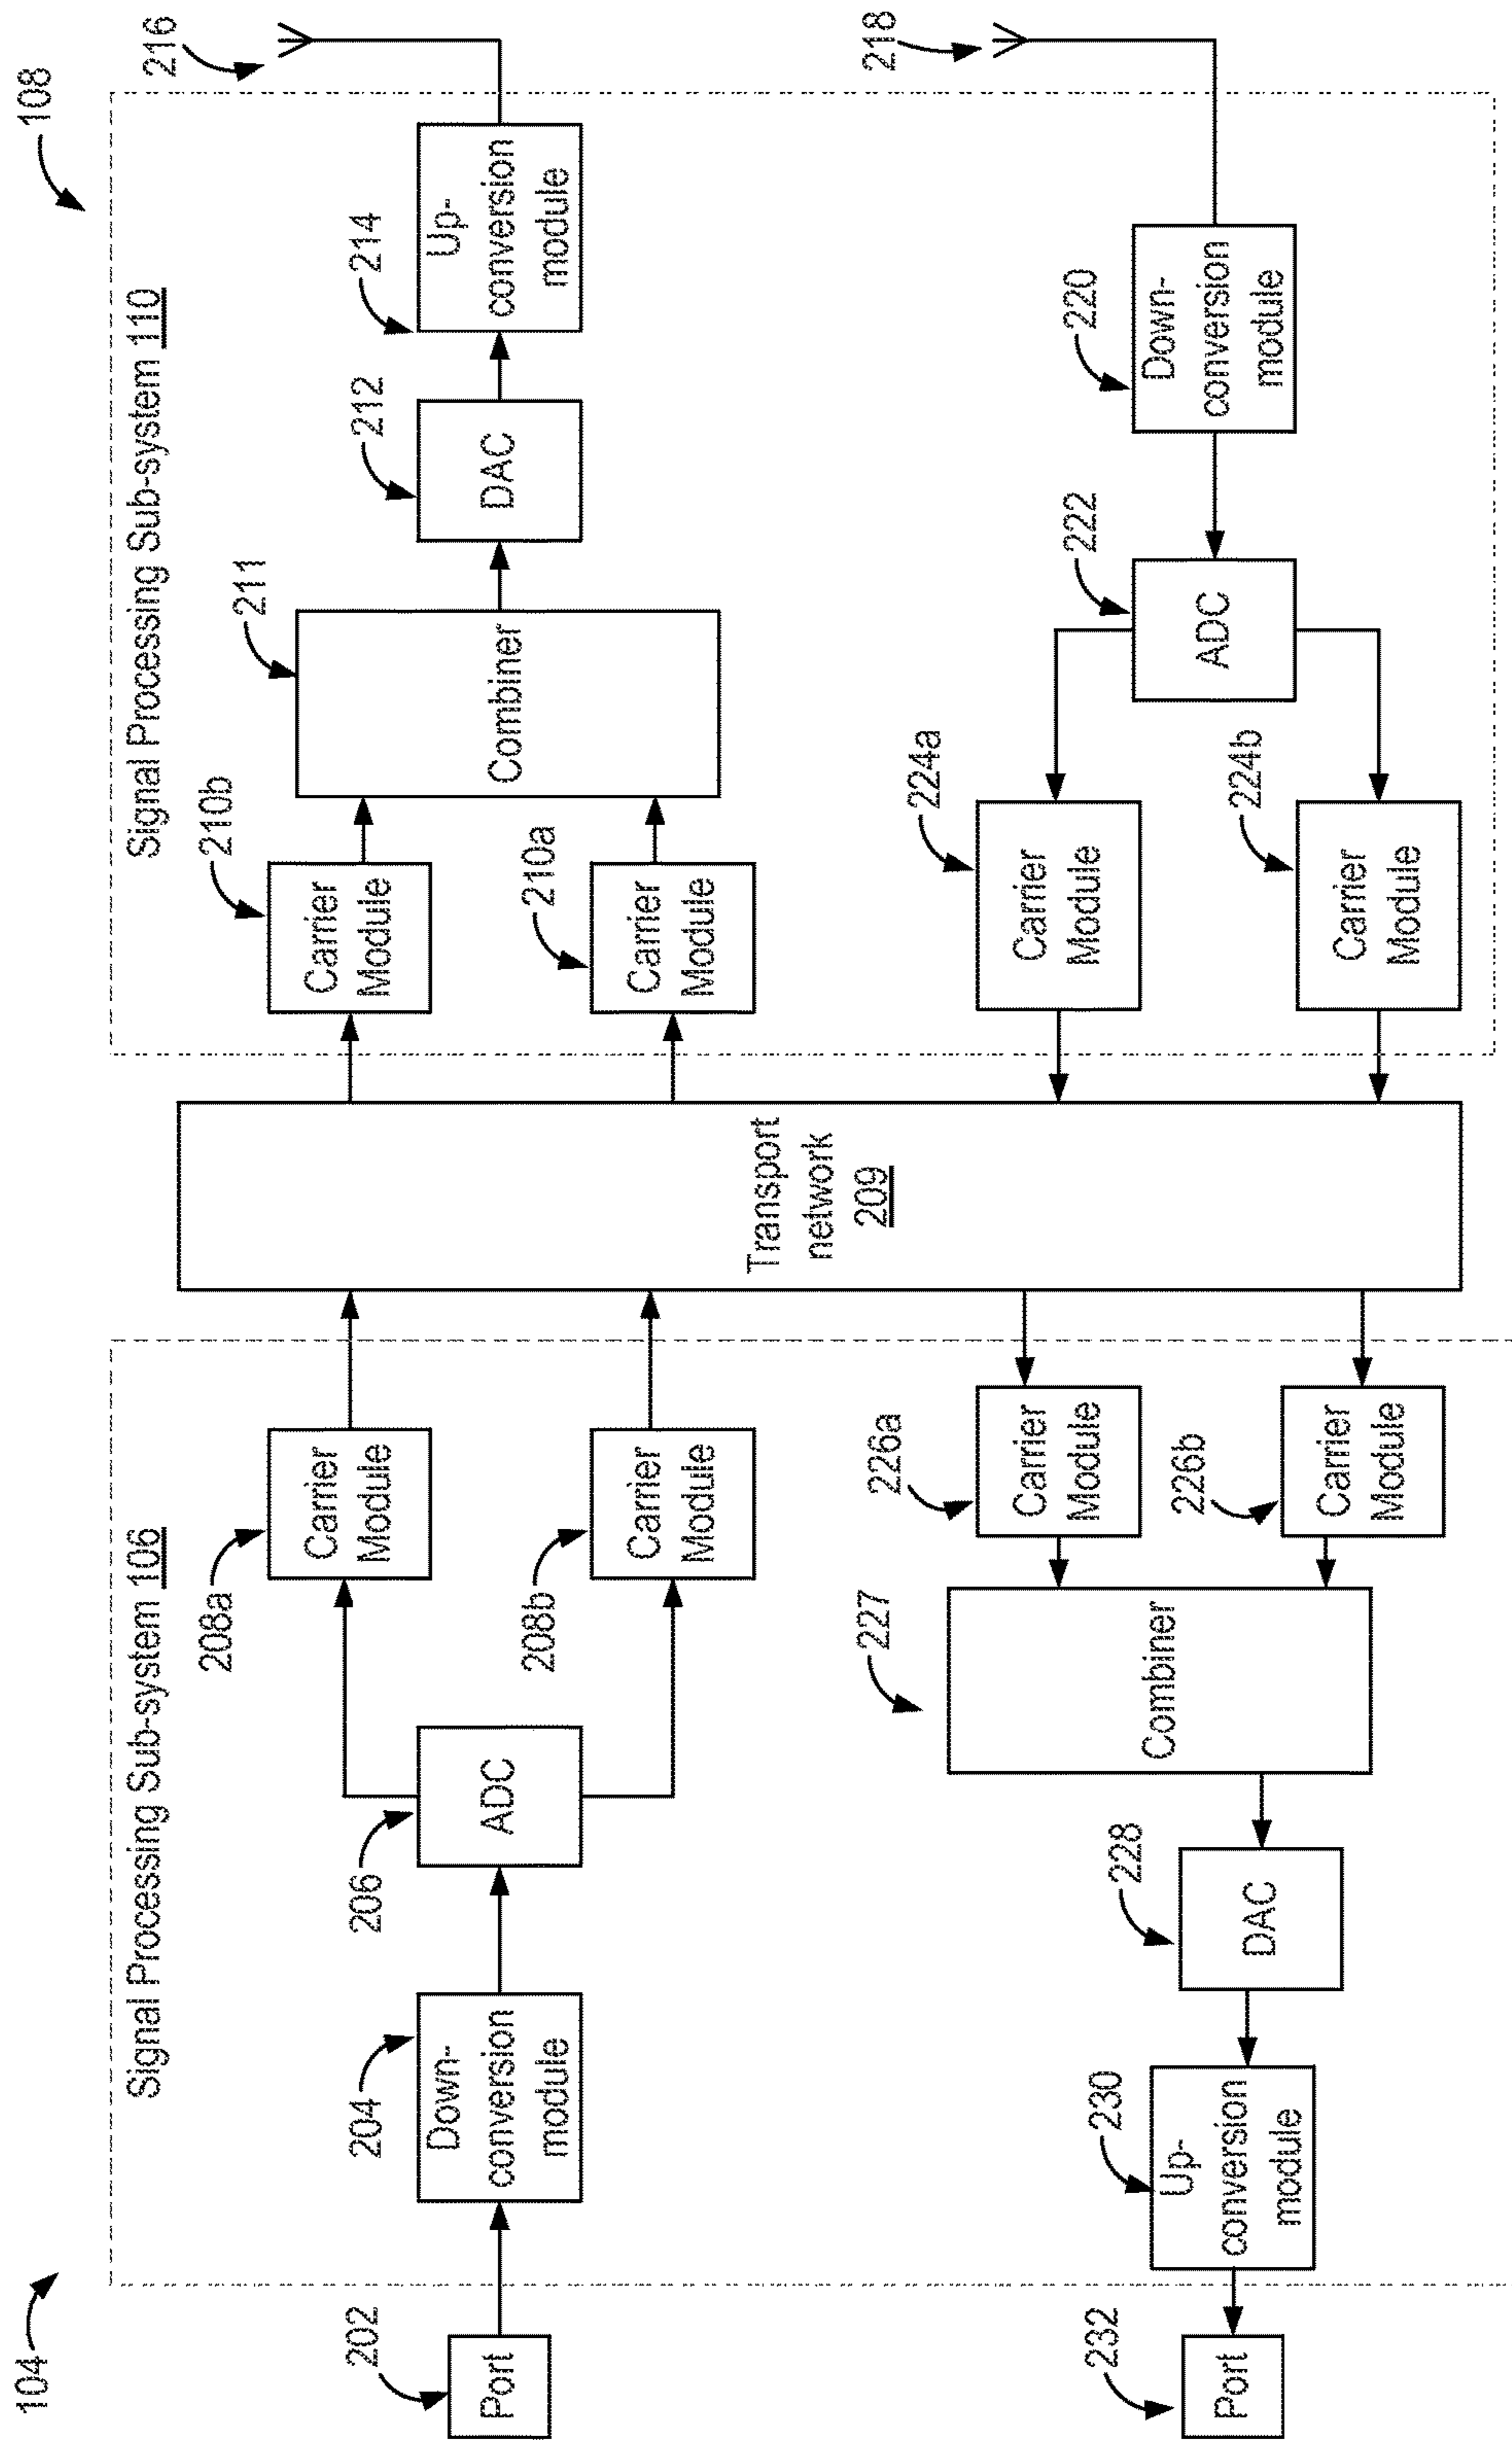 104
108
Signal Processing Sub-system 106
Signal Processing Sub-system 110
202
Port
204
Down-
conversion
module
206
ADC
208a
Carrier
Module
208b
Carrier
Module
Transport
network
209
210b
Carrier
Module
210a
Carrier
Module
211
Combiner
212
DAC
214
Up-
conversion
module
216
232
Port
230
Up-
conversion
module
228
DAC
227
Combiner
226a
Carrier
Module
226b
Carrier
Module
224a
Carrier
Module
224b
Carrier
Module
222
ADC
220
Down-
conversion
module
218